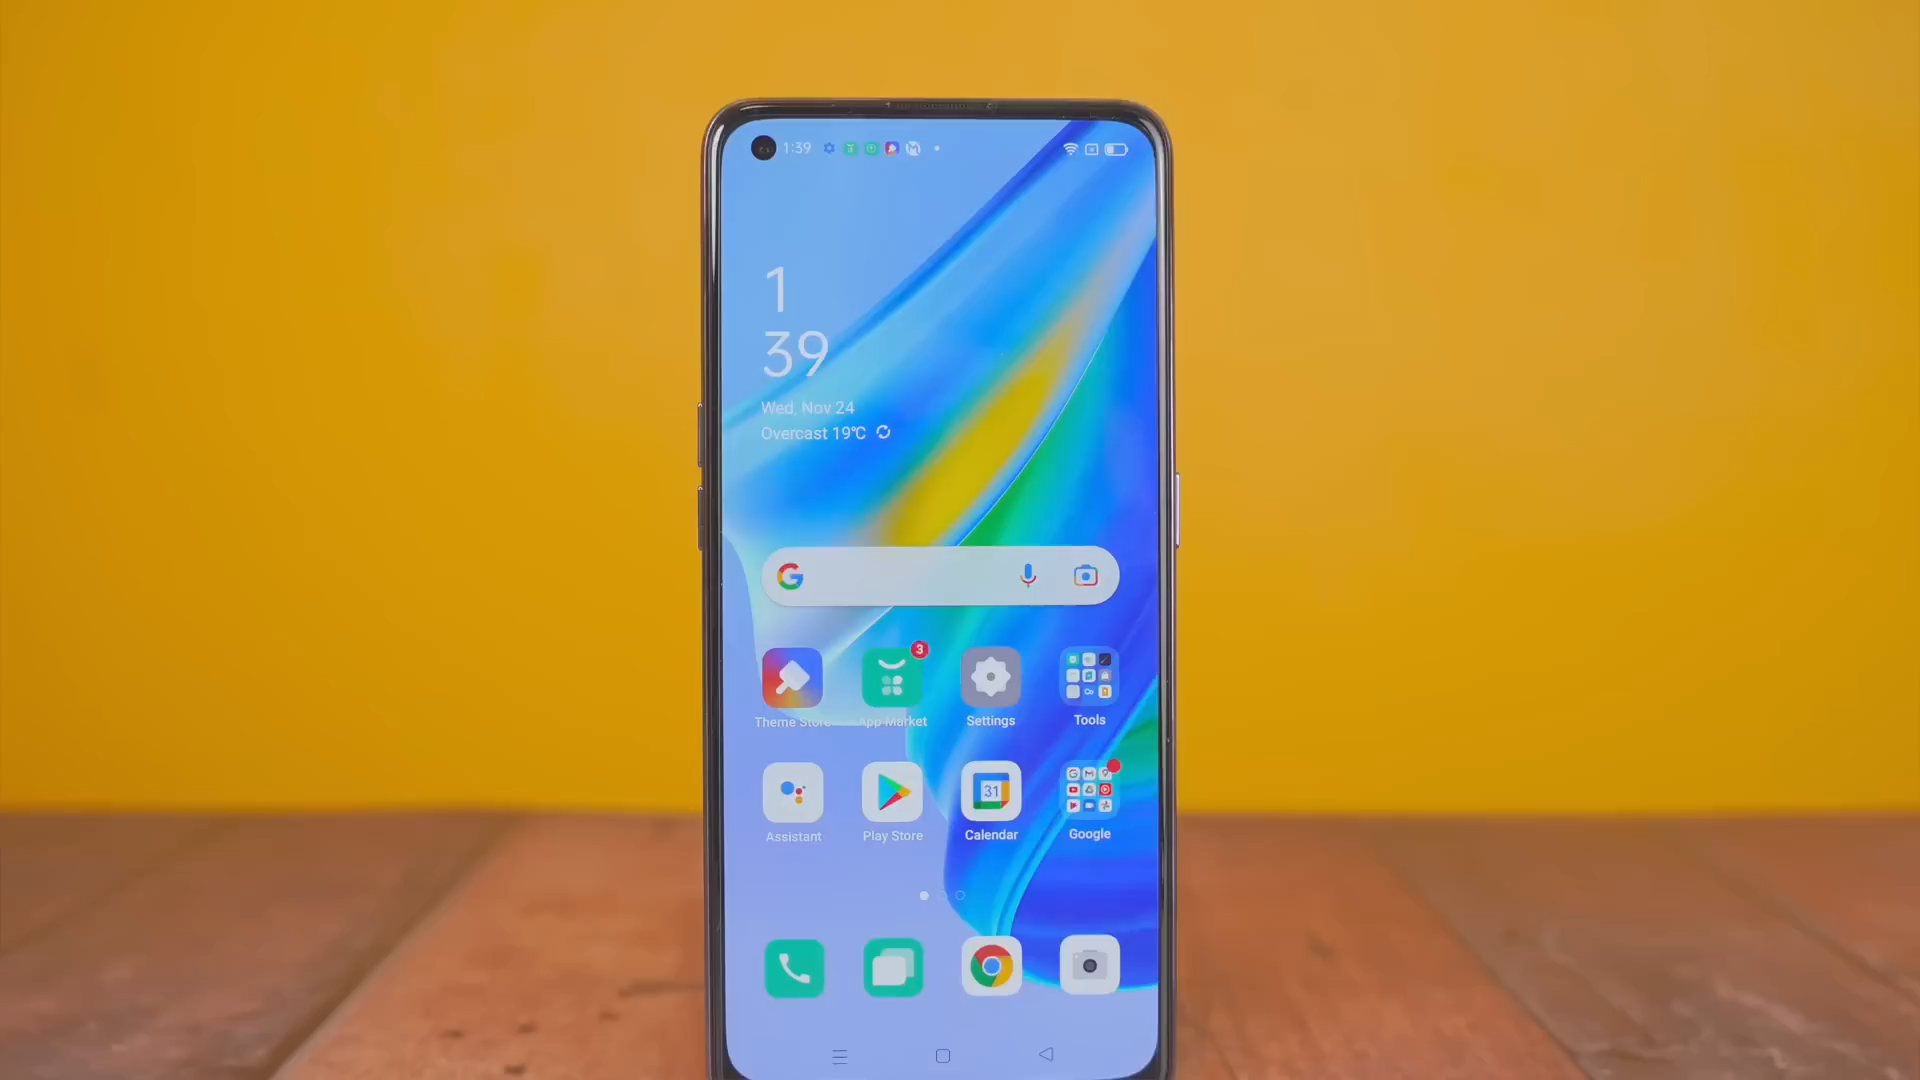 1:39
1
39
Wed, Nov 24
Overcast 19°C
3
Theme Store
App Market
Settings
Tools
31
Assistant
Play Store
Calendar
Google